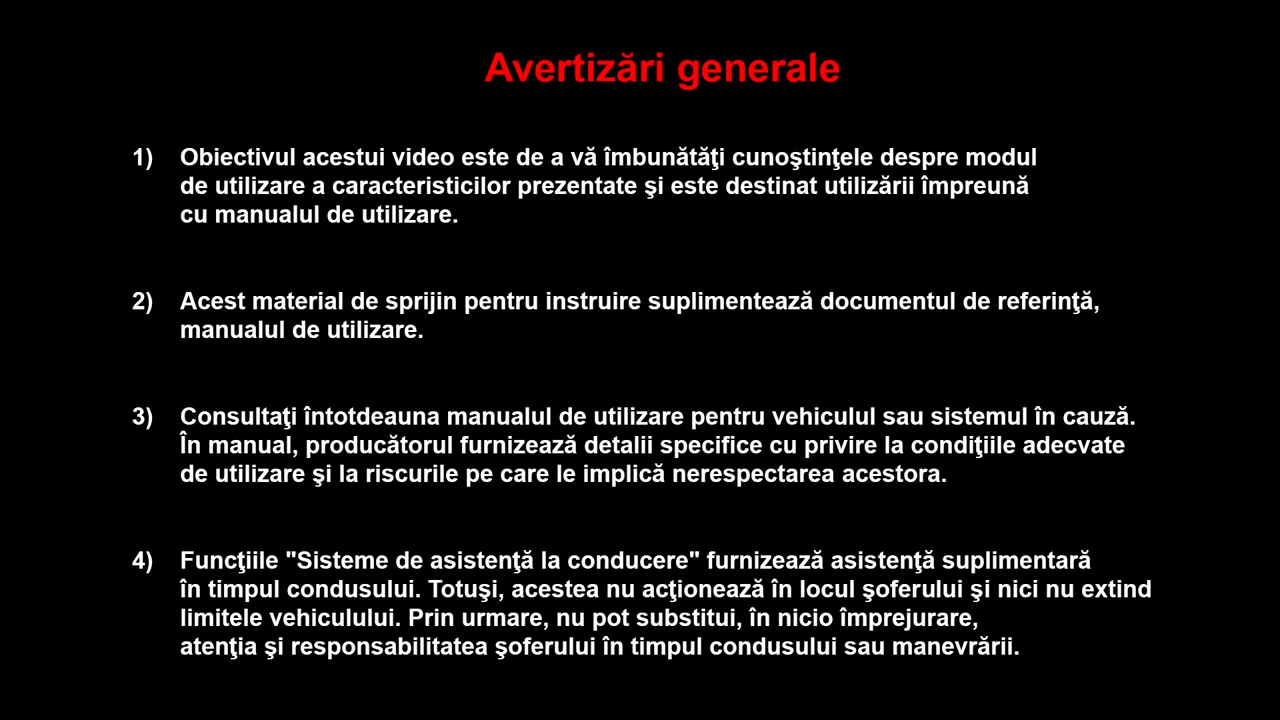 Avertizări generale
1) Obiectivul acestui video este de a vă îmbunătăţi cunoştinţele despre modul
de utilizare a caracteristicilor prezentate şi este destinat utilizării împreună
cu manualul de utilizare.
2) Acest material de sprijin pentru instruire suplimentează documentul de referinţă,
manualul de utilizare.
3) Consultaţi întotdeauna manualul de utilizare pentru vehiculul sau sistemul în cauză.
În manual, producătorul furnizează detalii specifice cu privire la condiţiile adecvate
de utilizare şi la riscurile pe care le implică nerespectarea acestora.
4) Funcţiile "Sisteme de asistenţă la conducere" furnizează asistenţă suplimentară
în timpul condusului. Totuşi, acestea nu acţionează în locul şoferului şi nici nu extind
limitele vehiculului. Prin urmare, nu pot substitui, în nicio împrejurare,
atenţia şi responsabilitatea şoferului în timpul condusului sau manevrării.